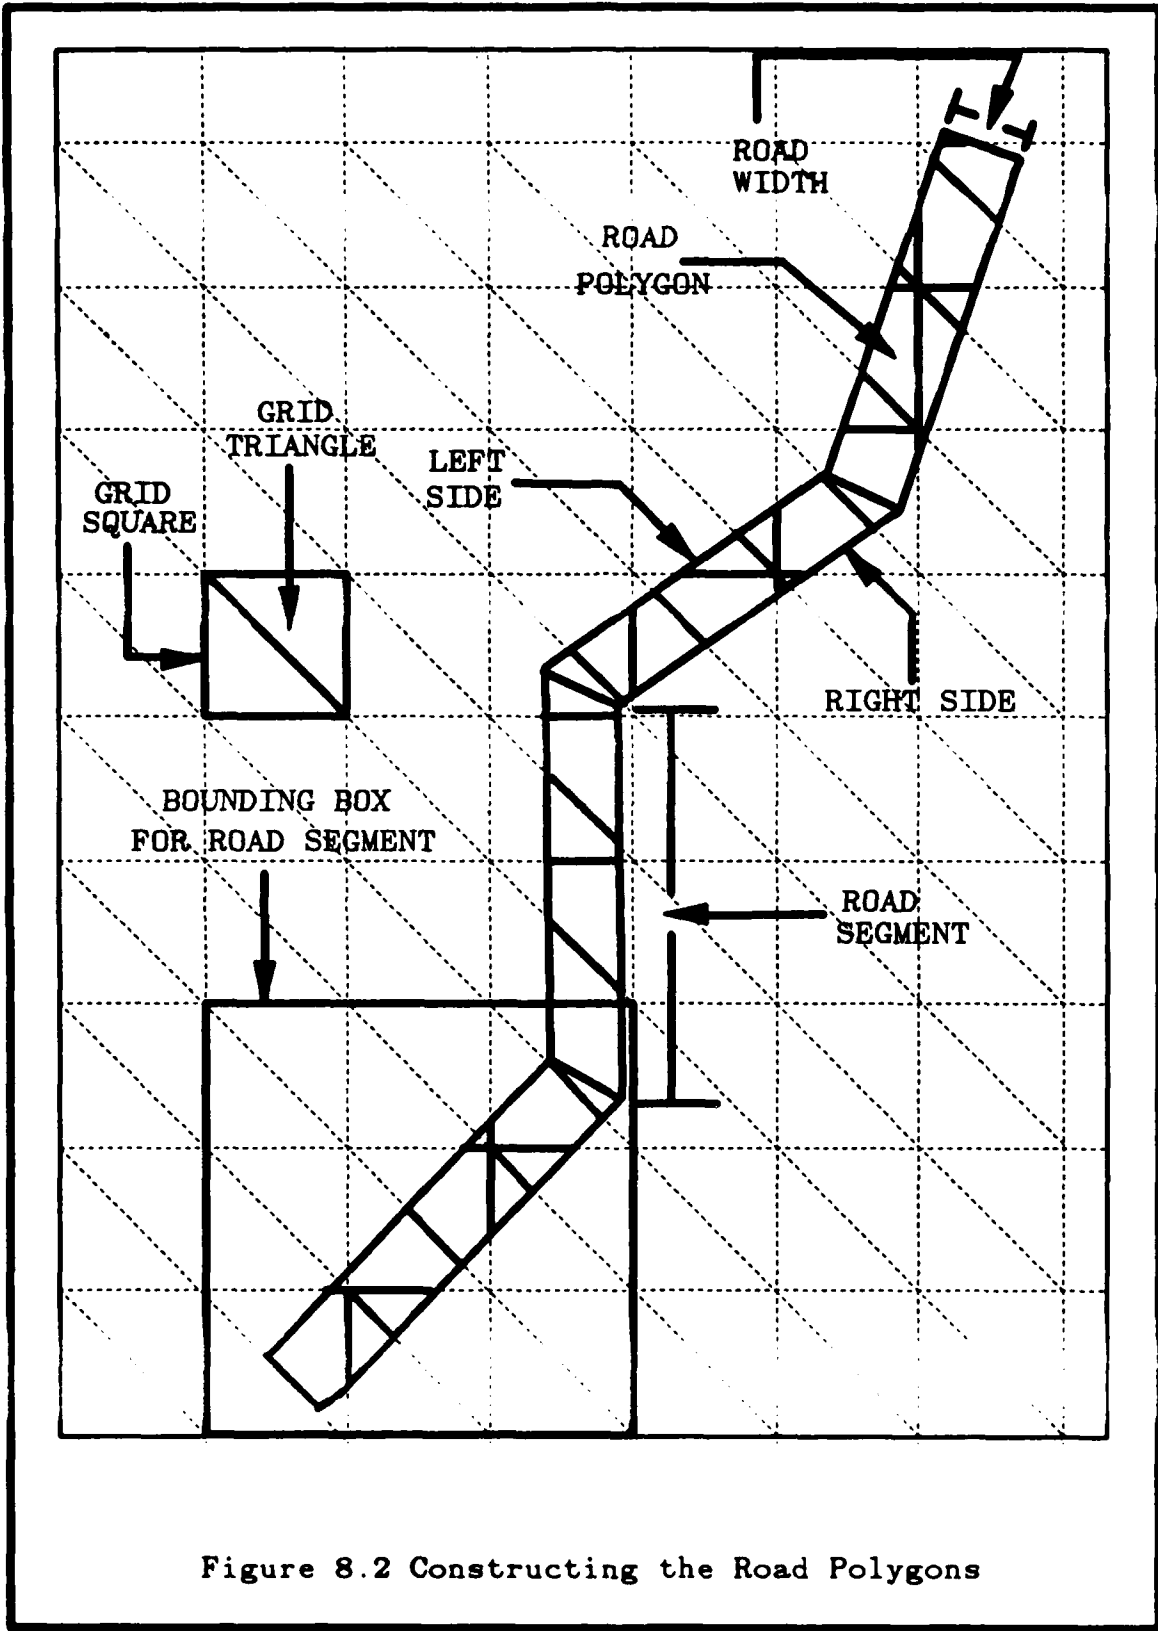 ROAD
WIDTH
ROAD
POLYGON
GRID
TRIANGLE
LEFT
SIDE
GRID
SQUARE
RIGHT SIDE
BOUNDING BOX
FOR ROAD SEGMENT
ROAD
SEGMENT
Figure 8.2 Constructing the Road Polygons